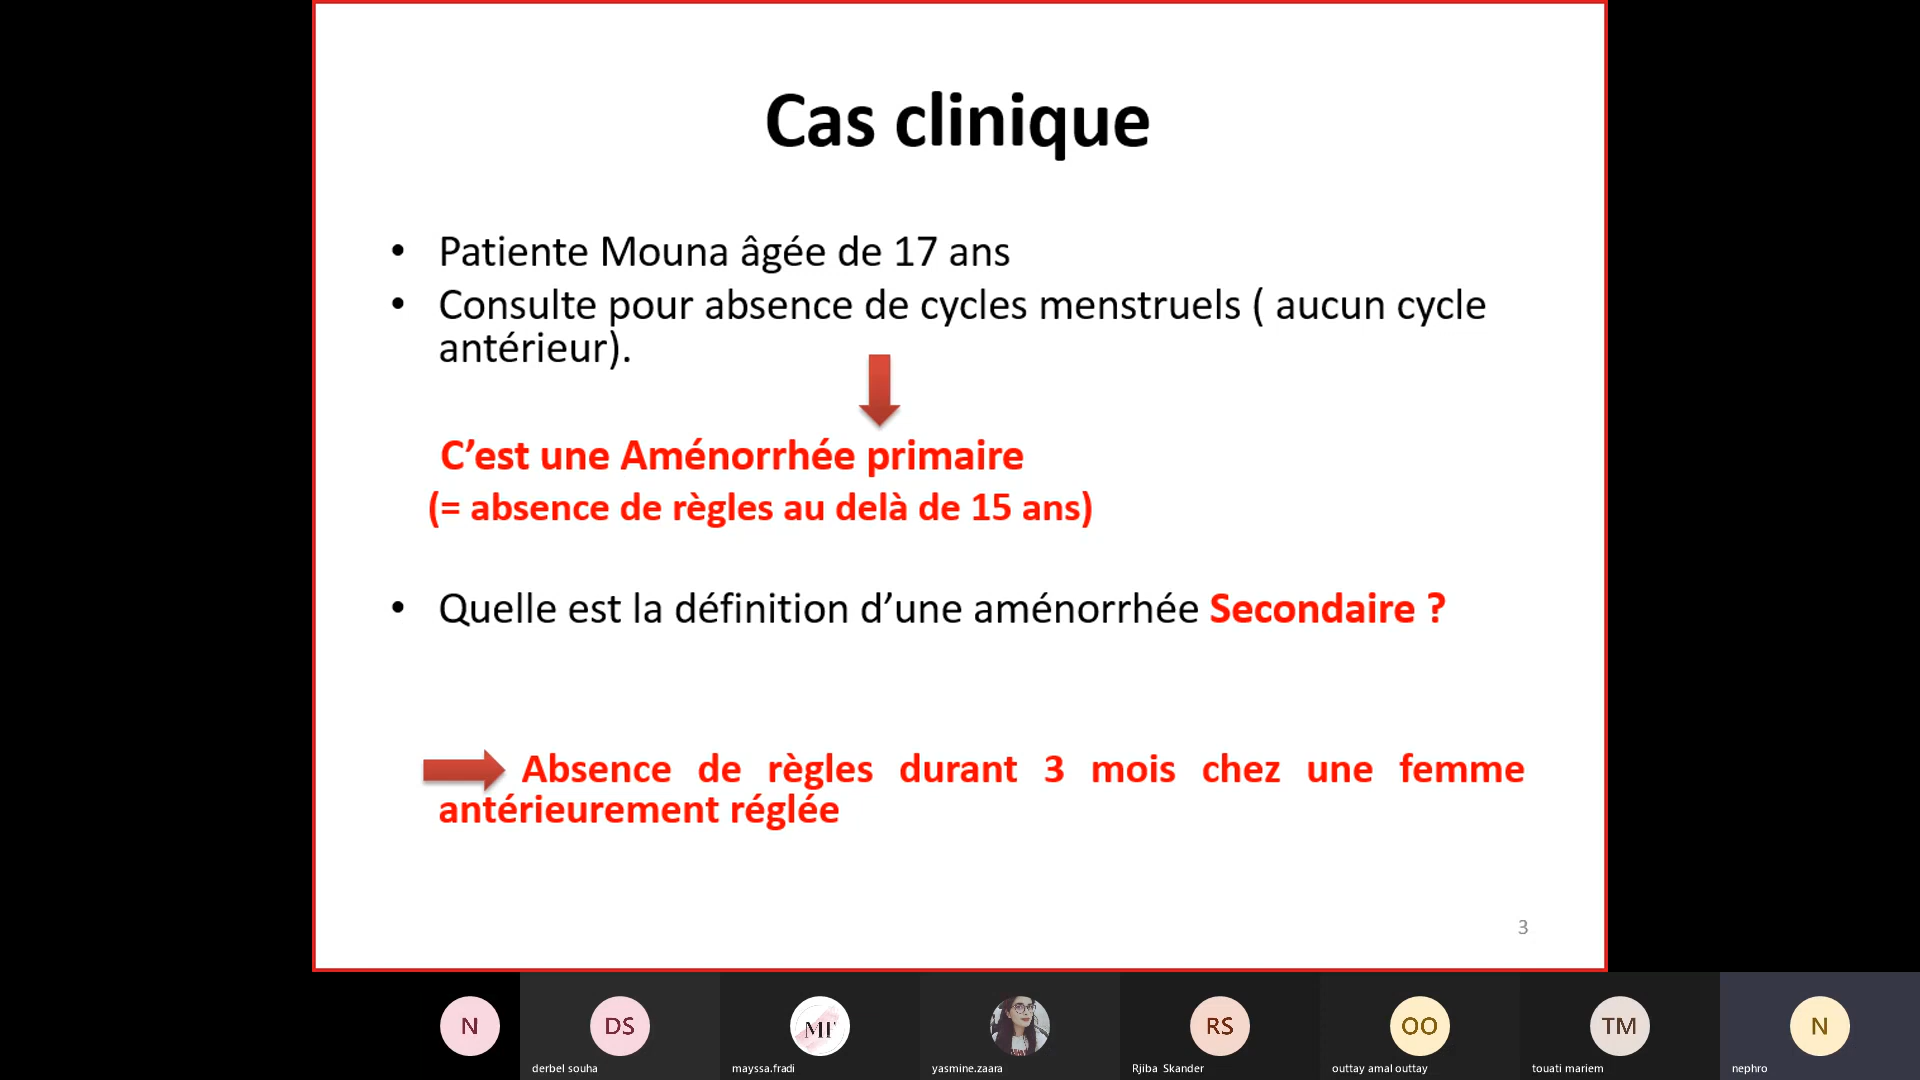 Cas clinique
• Patiente Mouna âgée de 17 ans
• Consulte pour absence de cycles menstruels ( aucun cycle
antérieur).
C’est une Aménorrhée primaire
(= absence de règles au delà de 15 ans)
• Quelle est la définition d’une aménorrhée Secondaire ?
Absence de règles durant 3 mois chez une femme
antérieurement réglée
3
N
DS
MF
RS
OO
TM
N
derbel souha
mayssa.fradi
yasmine.zaara
Rjiba Skander
outtay amal outtay
touati mariem
nephro